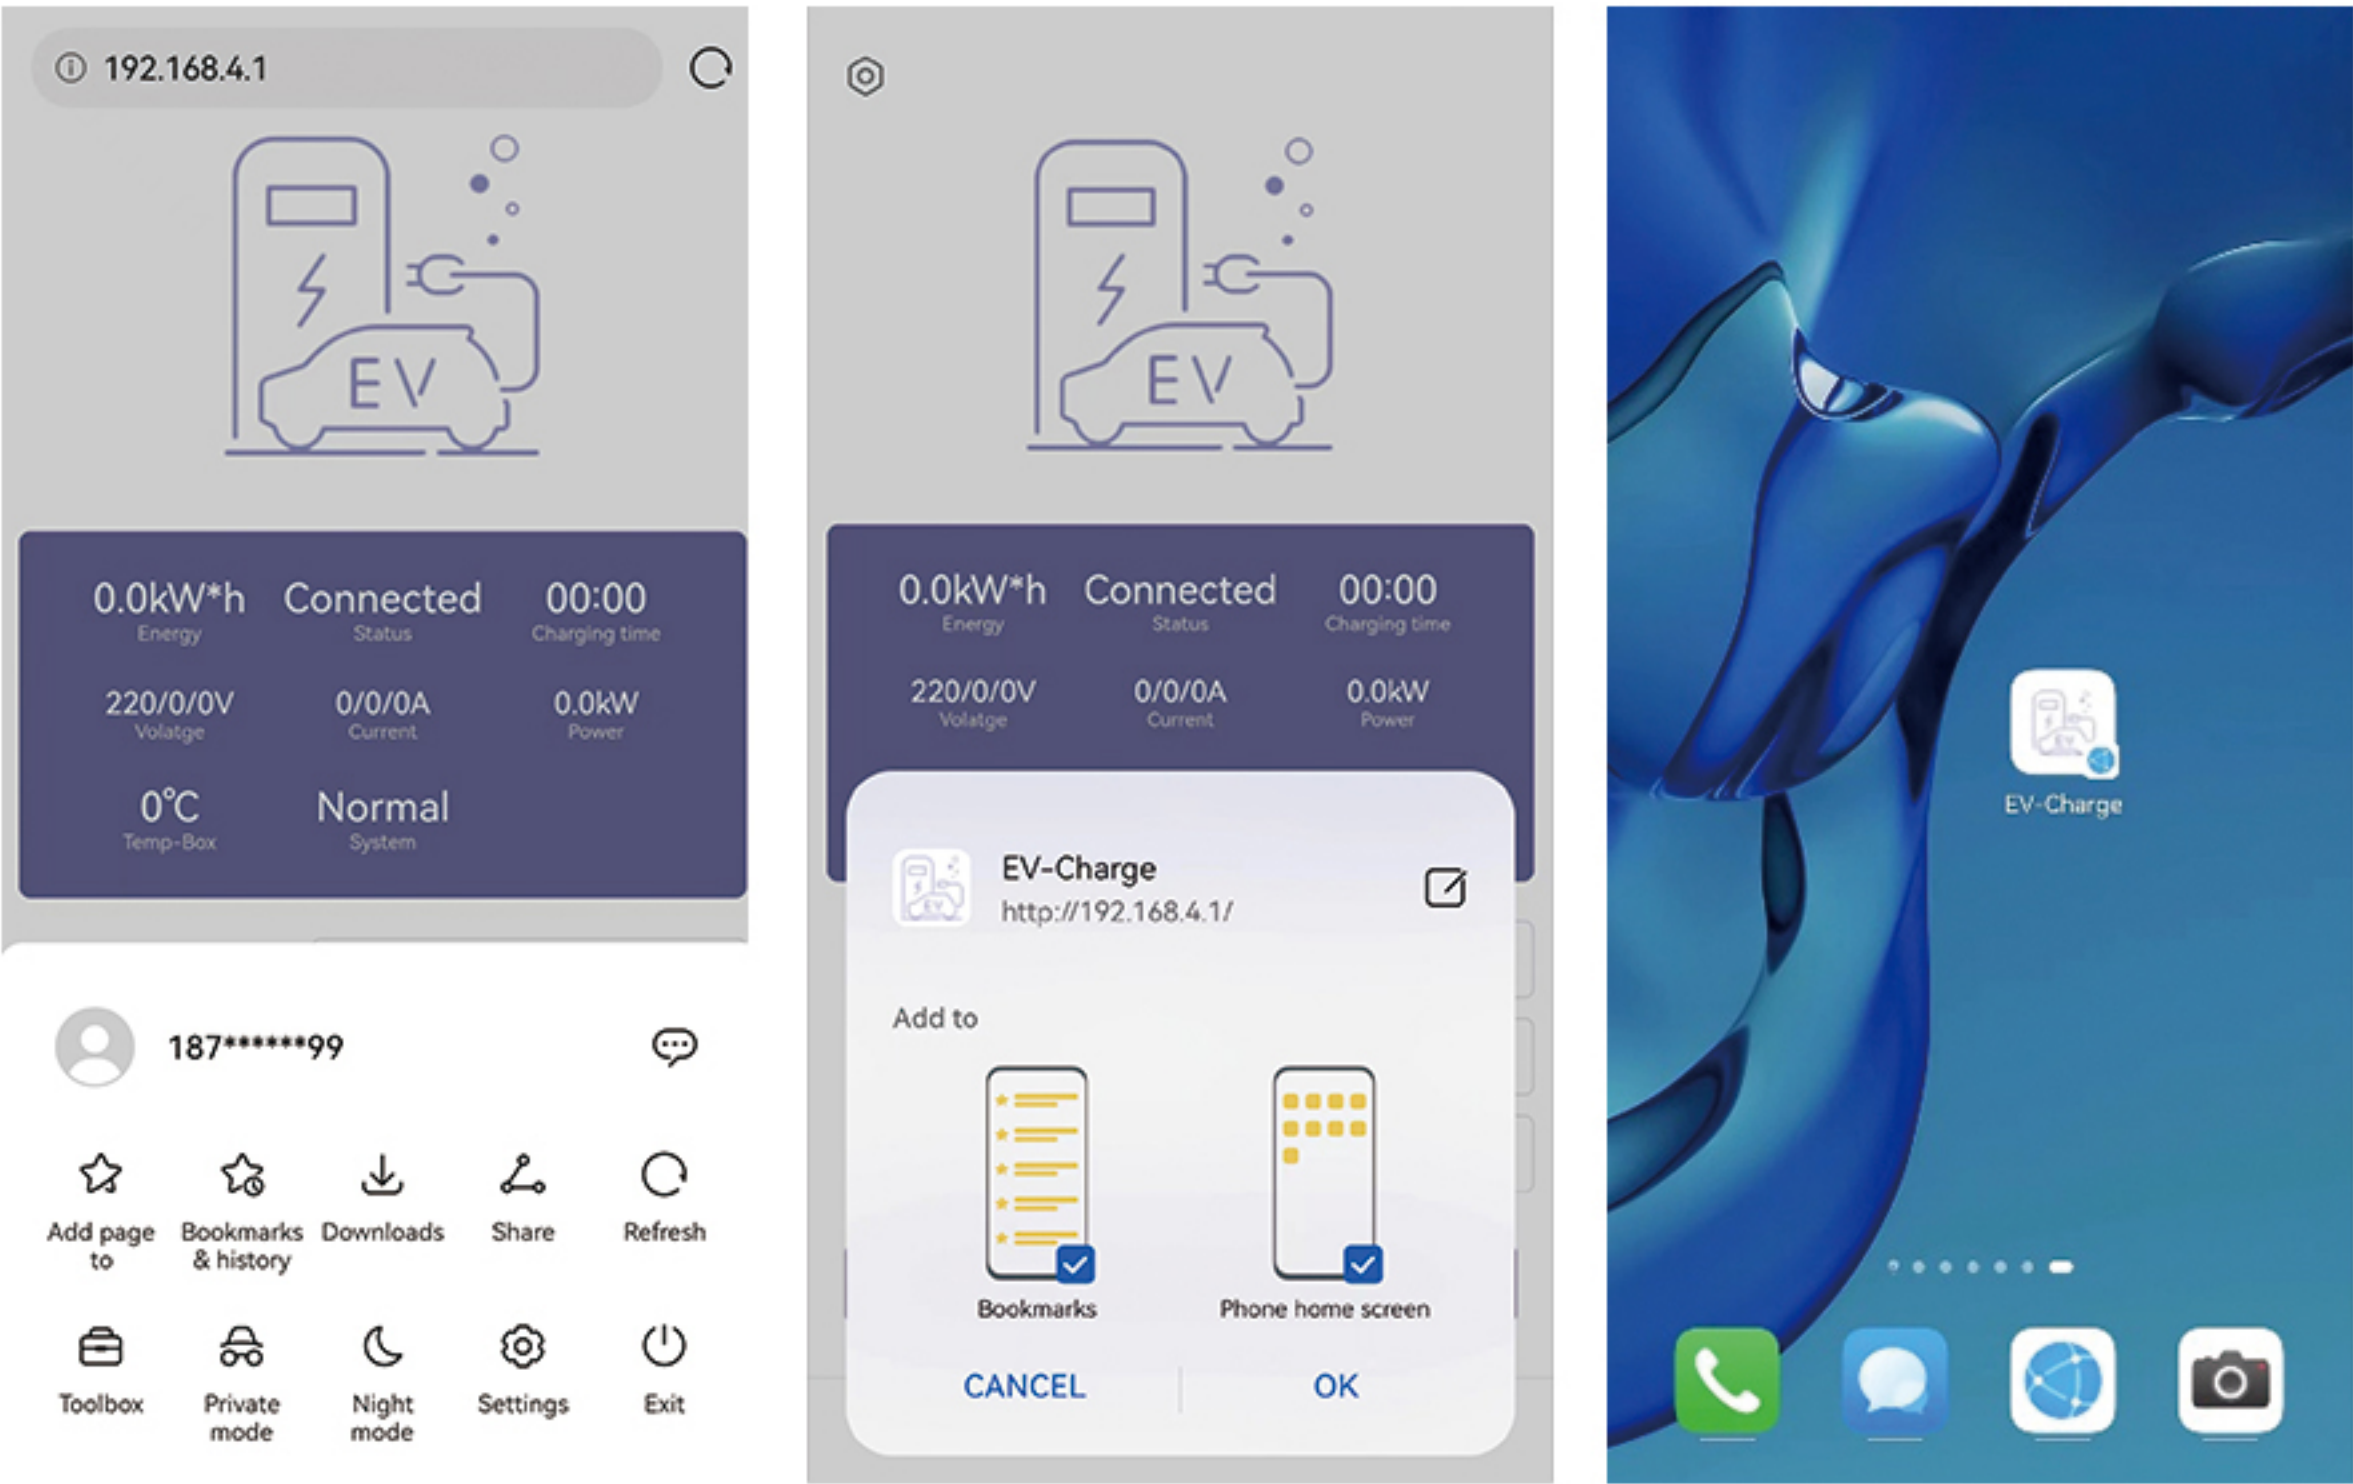 192.168.4.1
EV
0.0kW*h Connected 00:00
Energy Status Charging time
220/0/0V 0/0/0A 0.0kW
Volatge Current Power
0℃ Normal
Temp-Box System
187******99
Add page to
Bookmarks & history
Downloads
Share
Refresh
Toolbox
Private mode
Night mode
Settings
Exit
EV
0.0kW*h Connected 00:00
Energy Status Charging time
220/0/0V 0/0/0A 0.0kW
Volatge Current Power
EV
EV-Charge
http://192.168.4.1/
Add to
Bookmarks Phone home screen
CANCEL OK
EV
EV-Charge